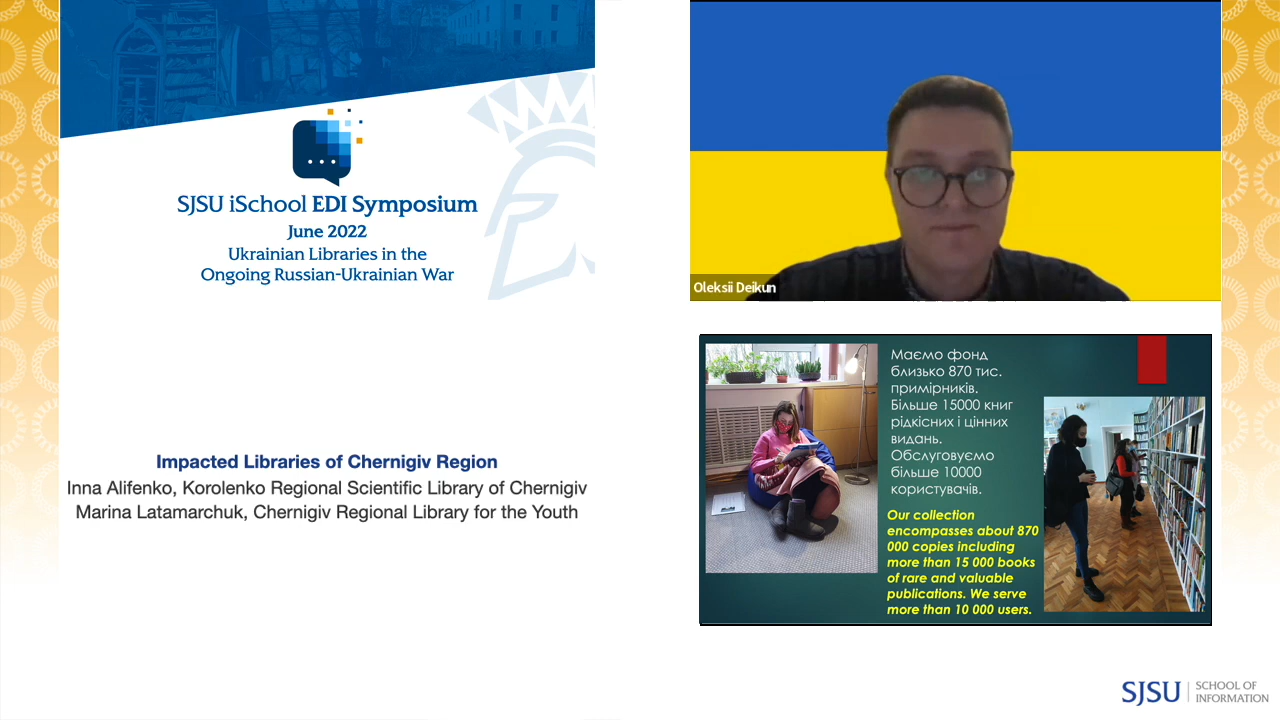 SJSU iSchool EDI Symposium
June 2022
Ukrainian Libraries in the
Ongoing Russian-Ukrainian War
Impacted Libraries of Chernigiv Region
Inna Alifenko, Korolenko Regional Scientific Library of Chernigiv
Marina Latamarchuk, Chernigiv Regional Library for the Youth
Oleksii Deikun
Маємо фонд
близько 870 тис.
примірників.
Більше 15000 книг
рідкісних і цінних
видань.
Обслуговуємо
більше 10000
користувачів.
Our collection
encompasses about 870
000 copies including
more than 15 000 books
of rare and valuable
publications. We serve
more than 10 000 users.
SJSU SCHOOL OF
INFORMATION